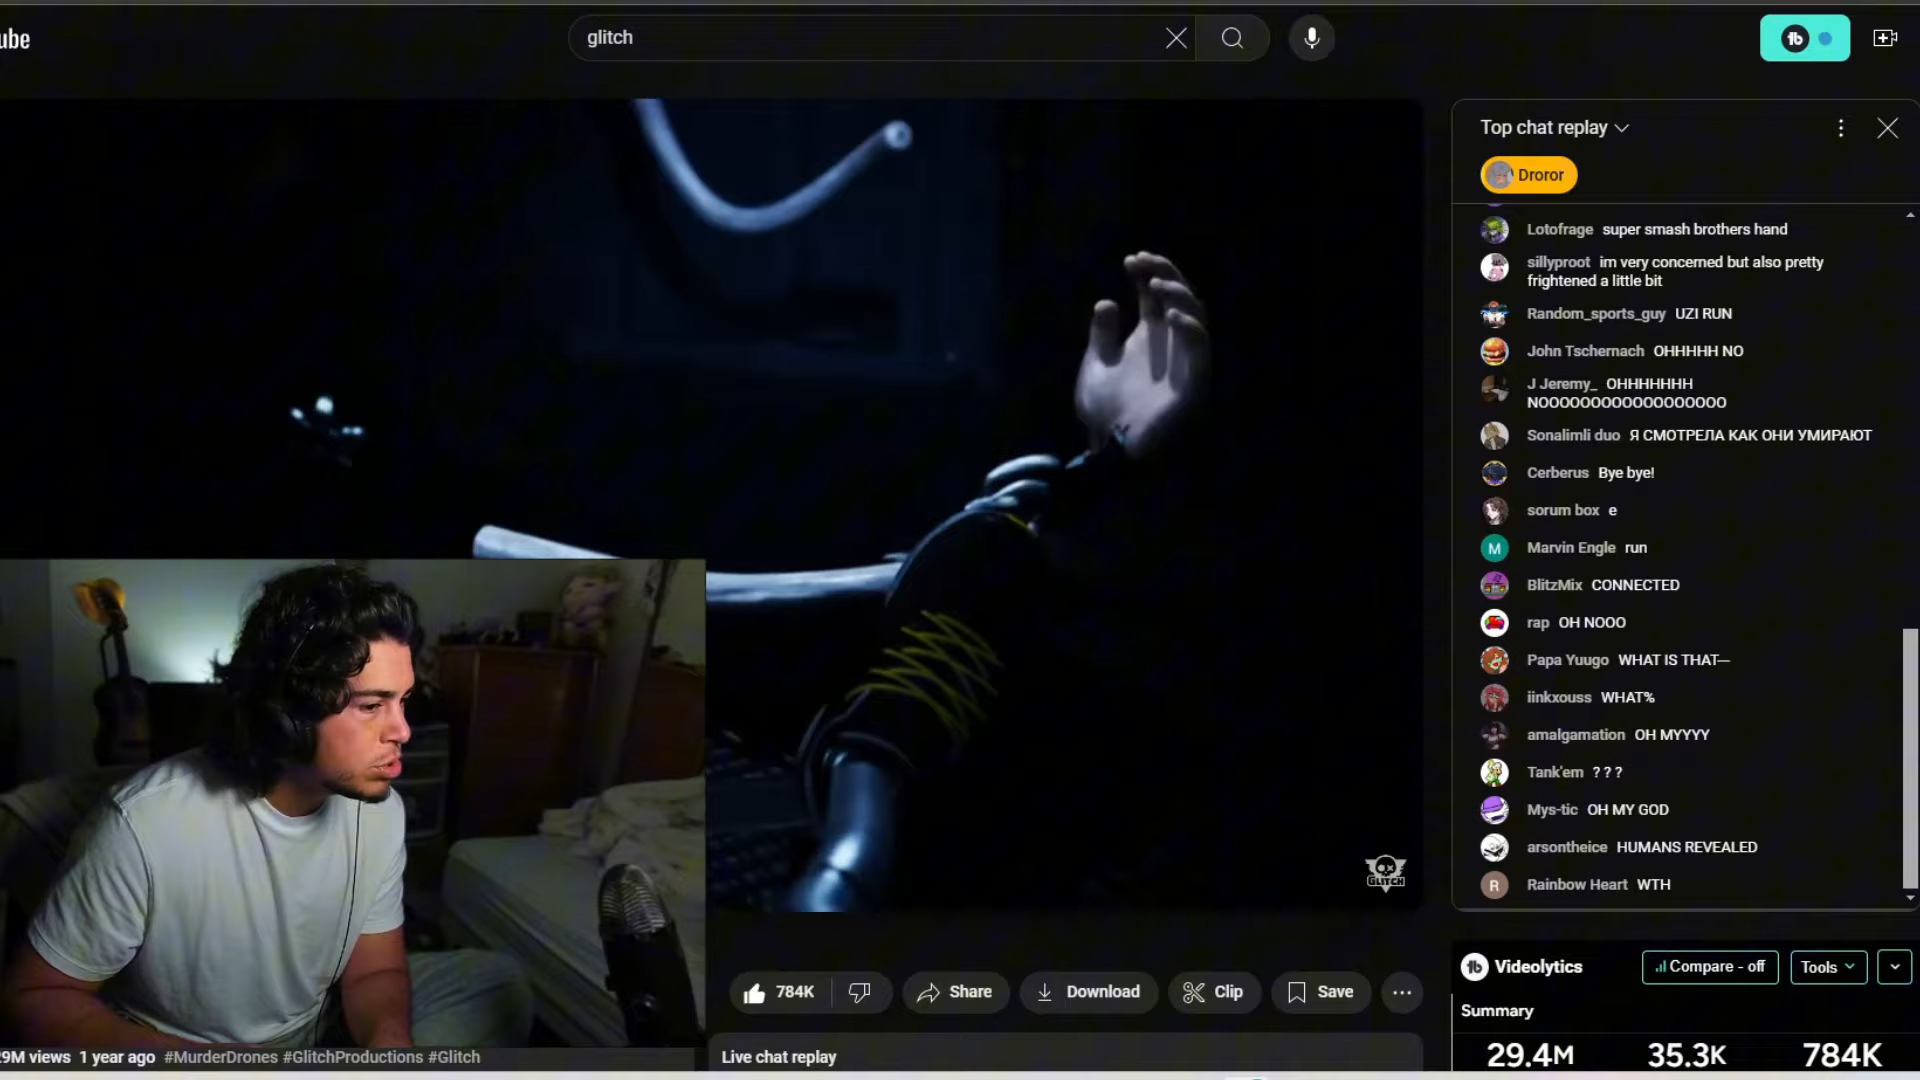 ube
glitch
Top chat replay
Droror
Lotofrage super smash brothers hand
sillyproot im very concerned but also pretty
frightened a little bit
Random_sports_guy UZI RUN
John Tschernach OHHHHH NO
J Jeremy_ OHHHHHHH
NOOOOOOOOOOOOOOOOOO
Sonalimli duo Я СМОТРЕЛА КАК ОНИ УМИРАЮТ
Cerberus Bye bye!
sorum box e
M Marvin Engle run
BlitzMix CONNECTED
rap OH NOOO
Papa Yuugo WHAT IS THAT—
iinkxouss WHAT%
amalgamation OH MYYYY
Tank'em ? ? ?
Mys-tic OH MY GOD
arsontheice HUMANS REVEALED
R Rainbow Heart WTH
GLITCH
784K Share Download Clip Save
Videolytics Compare - off Tools
Summary
29.4M 35.3K 784K
29M views 1 year ago #MurderDrones #GlitchProductions #Glitch
Live chat replay